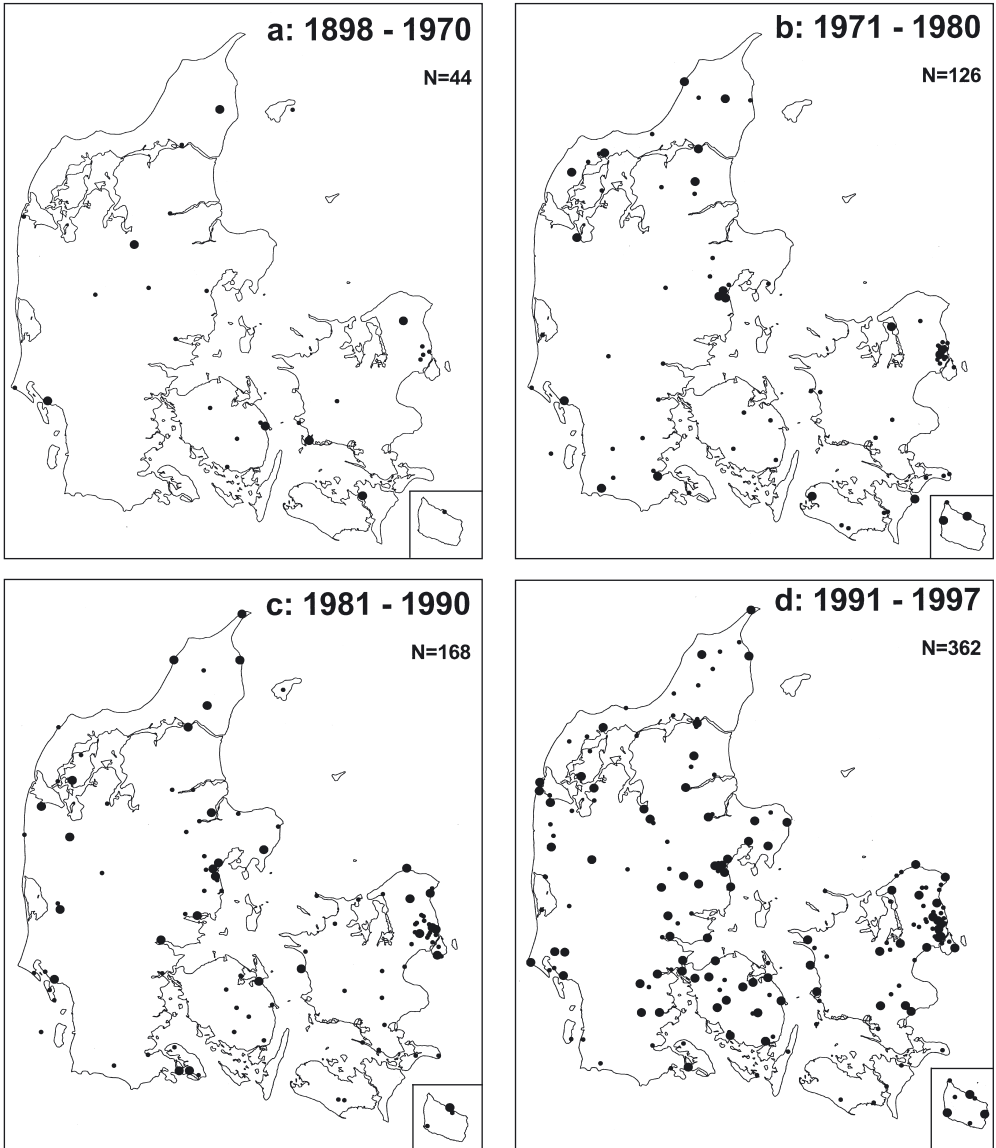 a: 1898 - 1970
N=44
b: 1971 - 1980
N=126
c: 1981 - 1990
N=168
d: 1991 - 1997
N=362